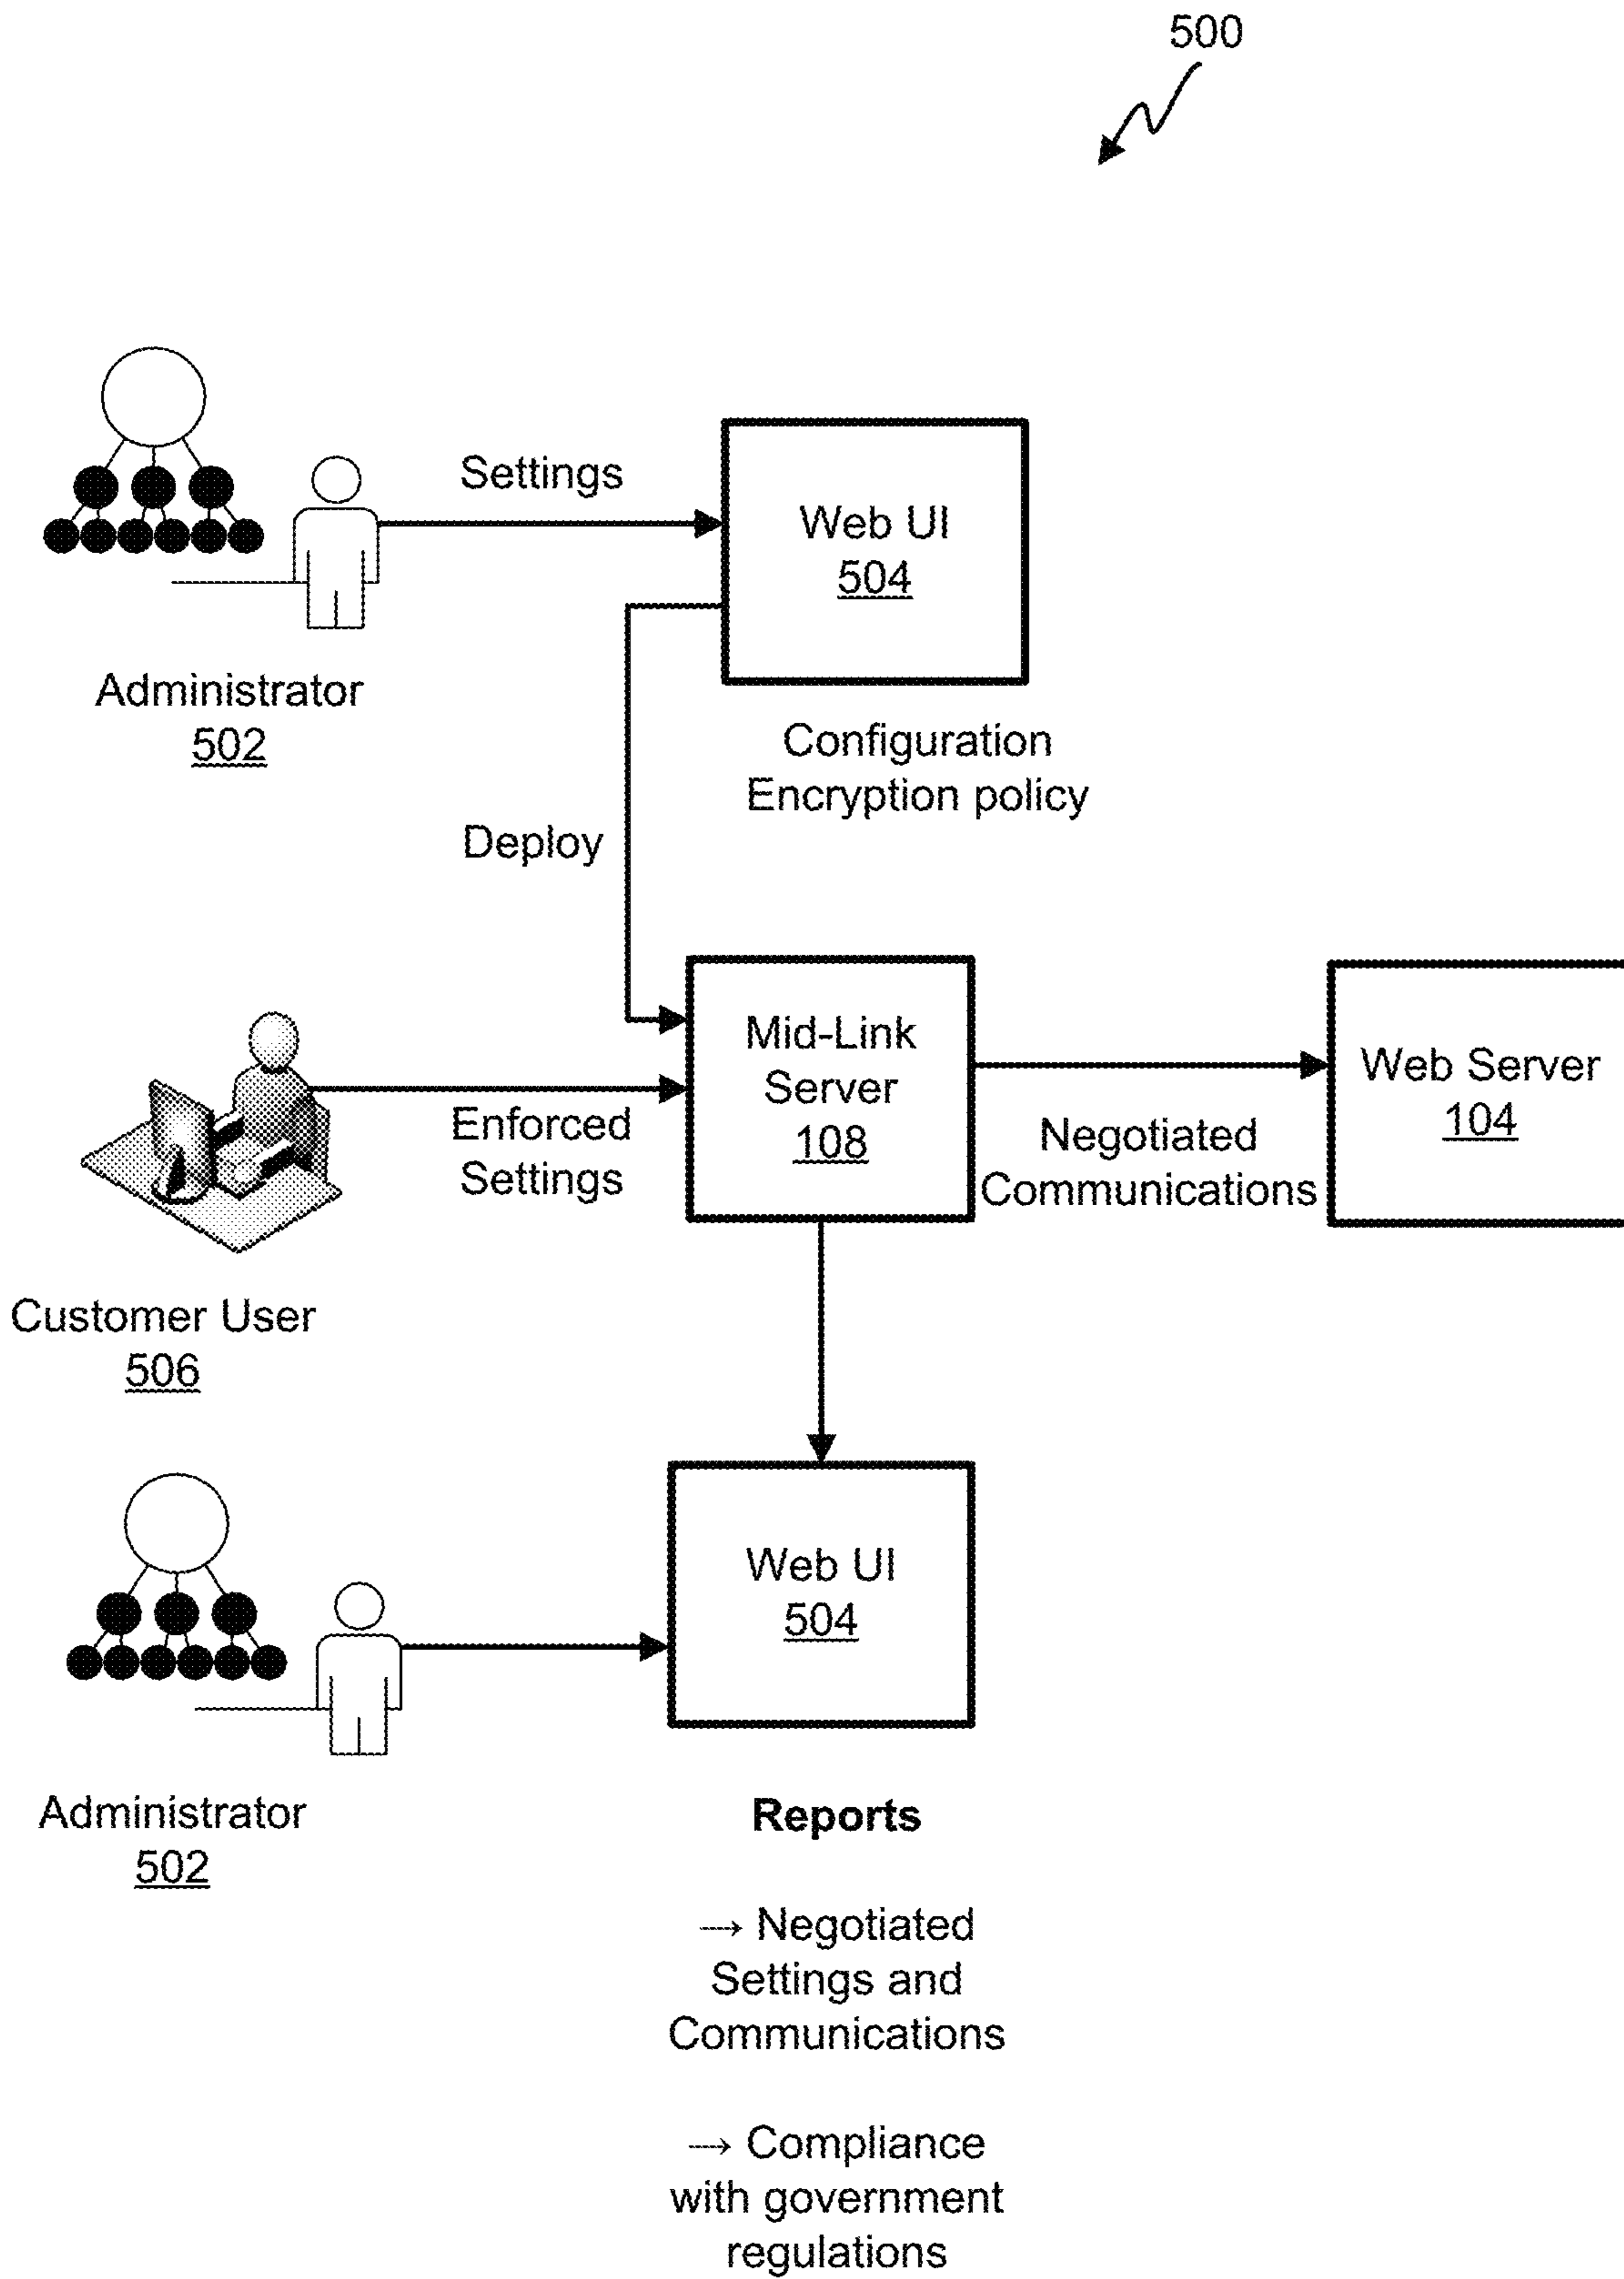 500
Settings
Web UI
504
Administrator
502
Configuration
Encryption policy
Deploy
Mid-Link
Server
108
Web Server
104
Enforced
Settings
Negotiated
Communications
Customer User
506
Web UI
504
Administrator
502
Reports
→ Negotiated
Settings and
Communications
→ Compliance
with government
regulations